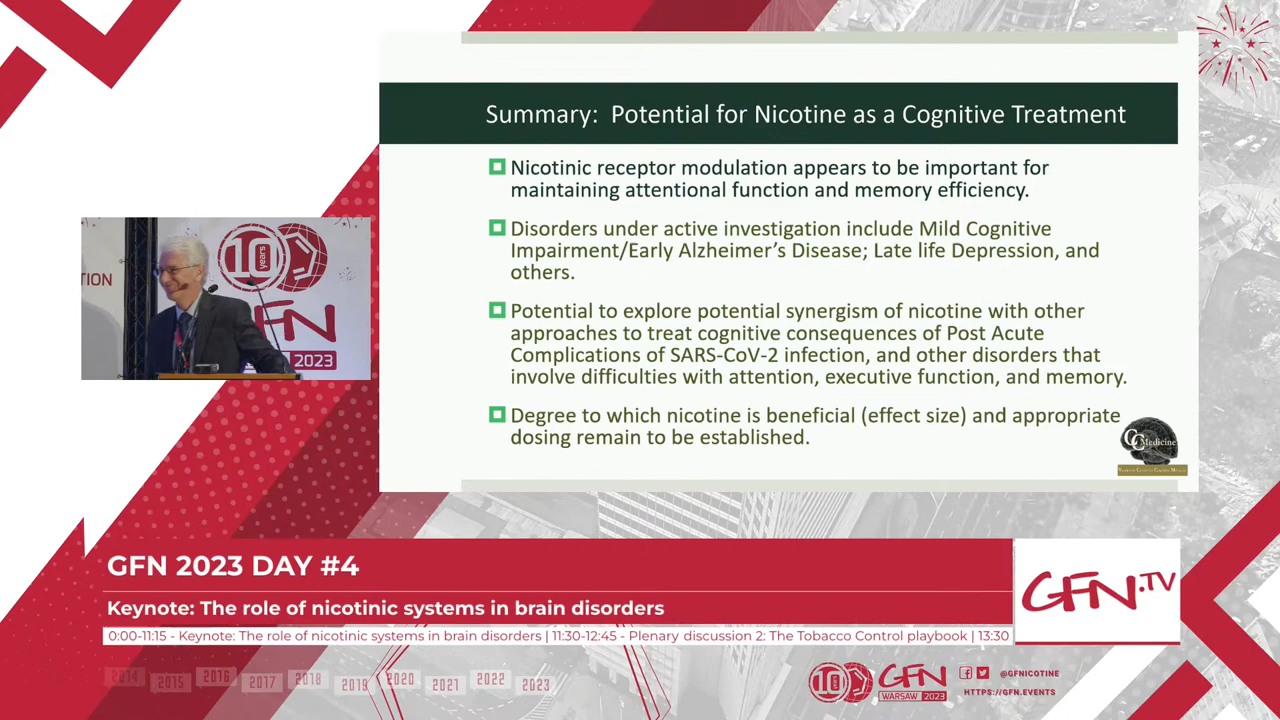 Summary: Potential for Nicotine as a Cognitive Treatment
Nicotinic receptor modulation appears to be important for
maintaining attentional function and memory efficiency.
Disorders under active investigation include Mild Cognitive
Impairment/Early Alzheimer's Disease; Late life Depression, and
others.
Potential to explore potential synergism of nicotine with other
approaches to treat cognitive consequences of Post Acute
Complications of SARS-CoV-2 infection, and other disorders that
involve difficulties with attention, executive function, and memory.
Degree to which nicotine is beneficial (effect size) and appropriate
dosing remain to be established.
Medicine
TION
10
years
GFN
2023
GFN 2023 DAY #4
Keynote: The role of nicotinic systems in brain disorders
0:00-11:15 - Keynote: The role of nicotinic systems in brain disorders | 11:30-12:45 - Plenary discussion 2: The Tobacco Control playbook | 13:30
GFN.TV
2014 2015 2016 2017 2018 2019 2020 2021 2022 2023
10
GFN
WARSAW 2023
@GFNICOTINE
HTTPS://GFN.EVENTS